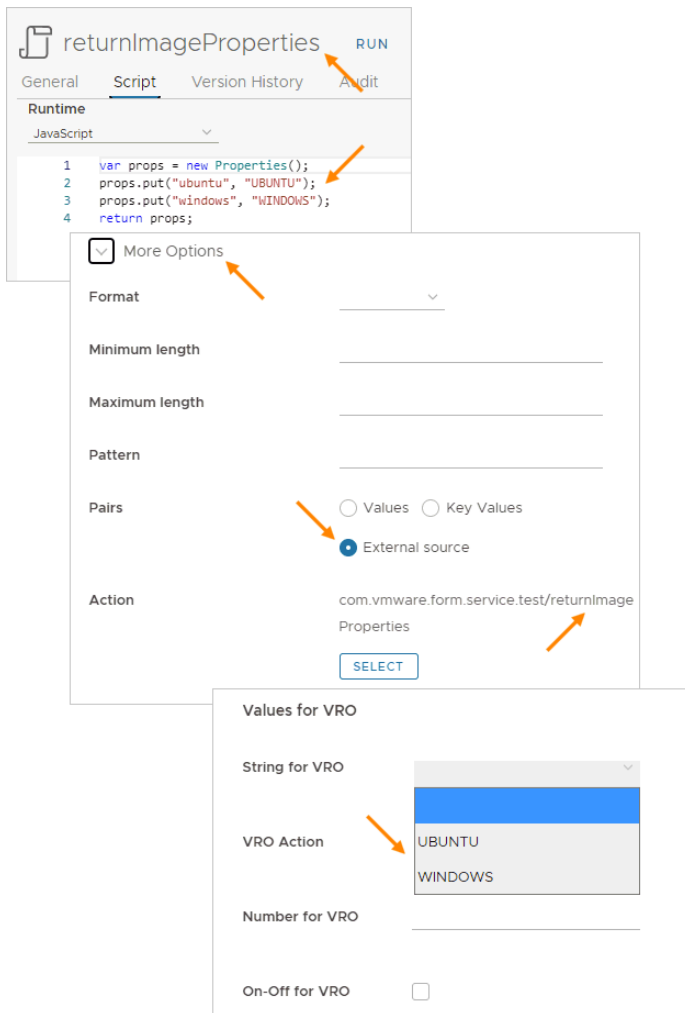 returnImageProperties RUN
General Script Version History Audit
Runtime
JavaScript
1 var props = new Properties();
2 props.put("ubuntu", "UBUNTU");
3 props.put("windows", "WINDOWS");
4 return props;
More Options
Format
Minimum length
Maximum length
Pattern
Pairs Values Key Values
External source
Action com.vmware.form.service.test/returnImage
Properties
SELECT
Values for VRO
String for VRO
VRO Action UBUNTU
WINDOWS
Number for VRO
On-Off for VRO